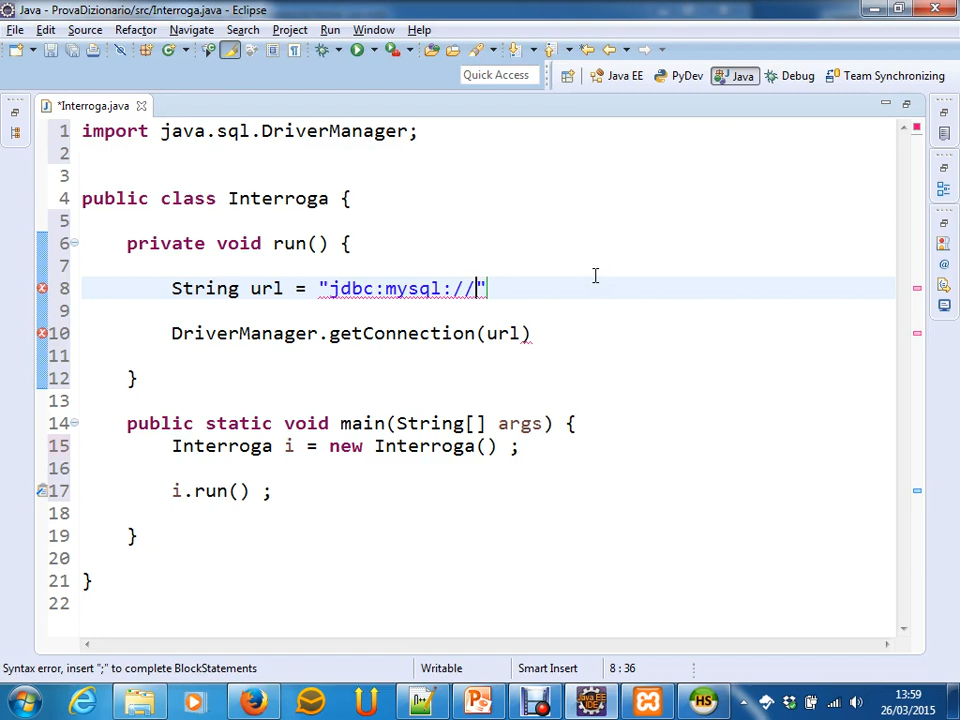 Java - ProvaDizionario/src/Interroga.java - Eclipse
File Edit Source Refactor Navigate Search Project Run Window Help
Quick Access Java EE PyDev Java Debug Team Synchronizing
*Interroga.java
1 import java.sql.DriverManager;
2
3
4 public class Interroga {
5
6 private void run() {
7
8 String url = "jdbc:mysql://"
9
10 DriverManager.getConnection(url)
11
12 }
13
14 public static void main(String[] args) {
15 Interroga i = new Interroga() ;
16
17 i.run() ;
18
19 }
20
21 }
22
Syntax error, insert ";" to complete BlockStatements Writable Smart Insert 8 : 36
13:59
26/03/2015